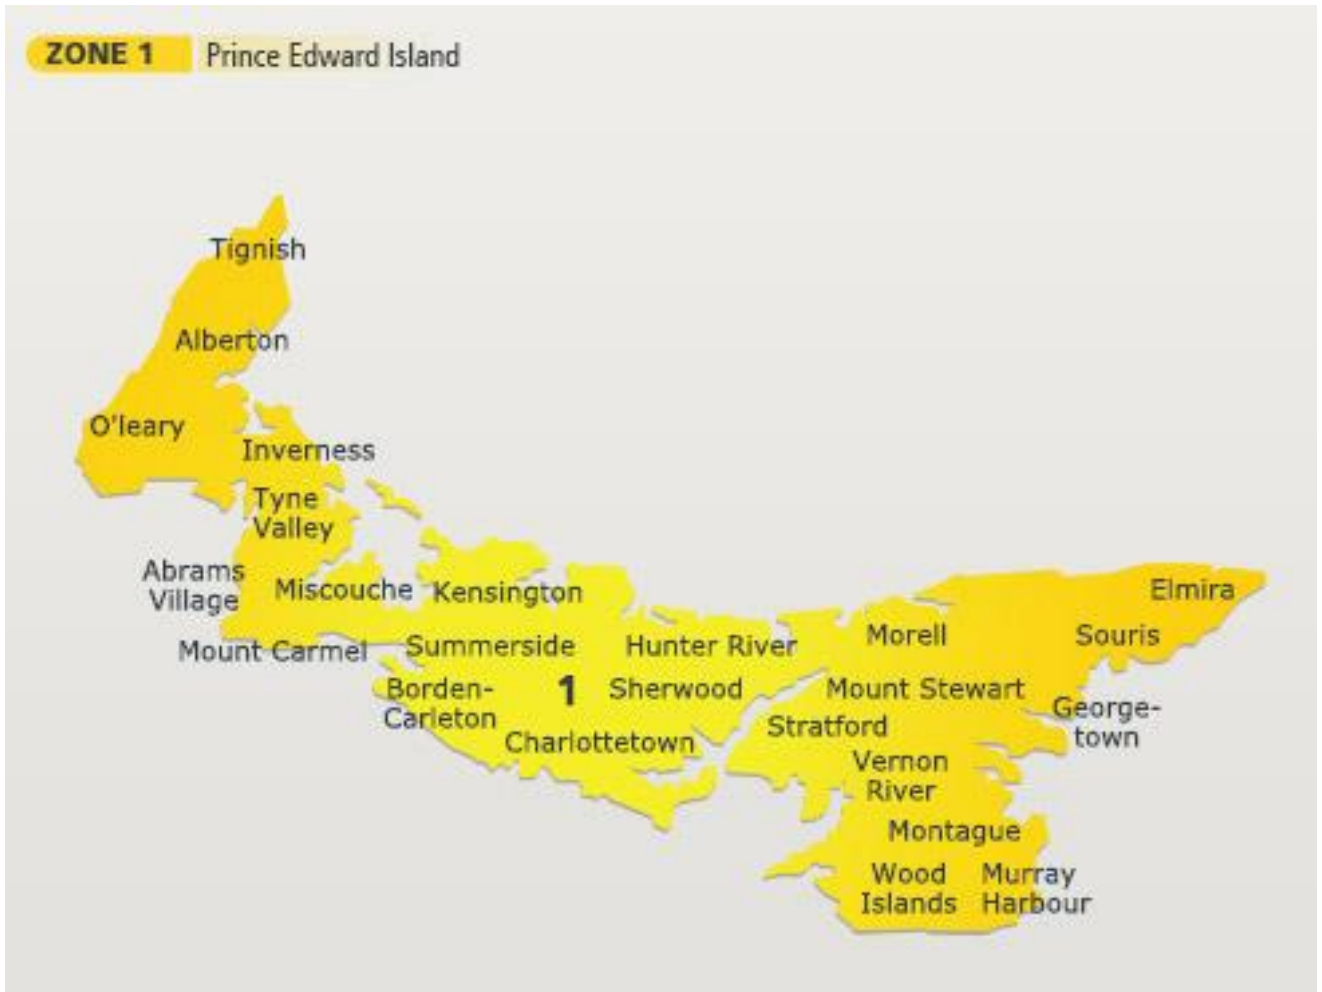 ZONE 1
Prince Edward Island
Tignish
Alberton
O'leary
Inverness
Tyne
Valley
Abrams
Village
Miscouche
Kensington
Elmira
Mount Carmel
Summerside
Hunter River
Morell
Souris
Borden-
Carleton
1
Sherwood
Mount Stewart
George-
town
Charlottetown
Stratford
Vernon
River
Montague
Wood
Islands
Murray
Harbour